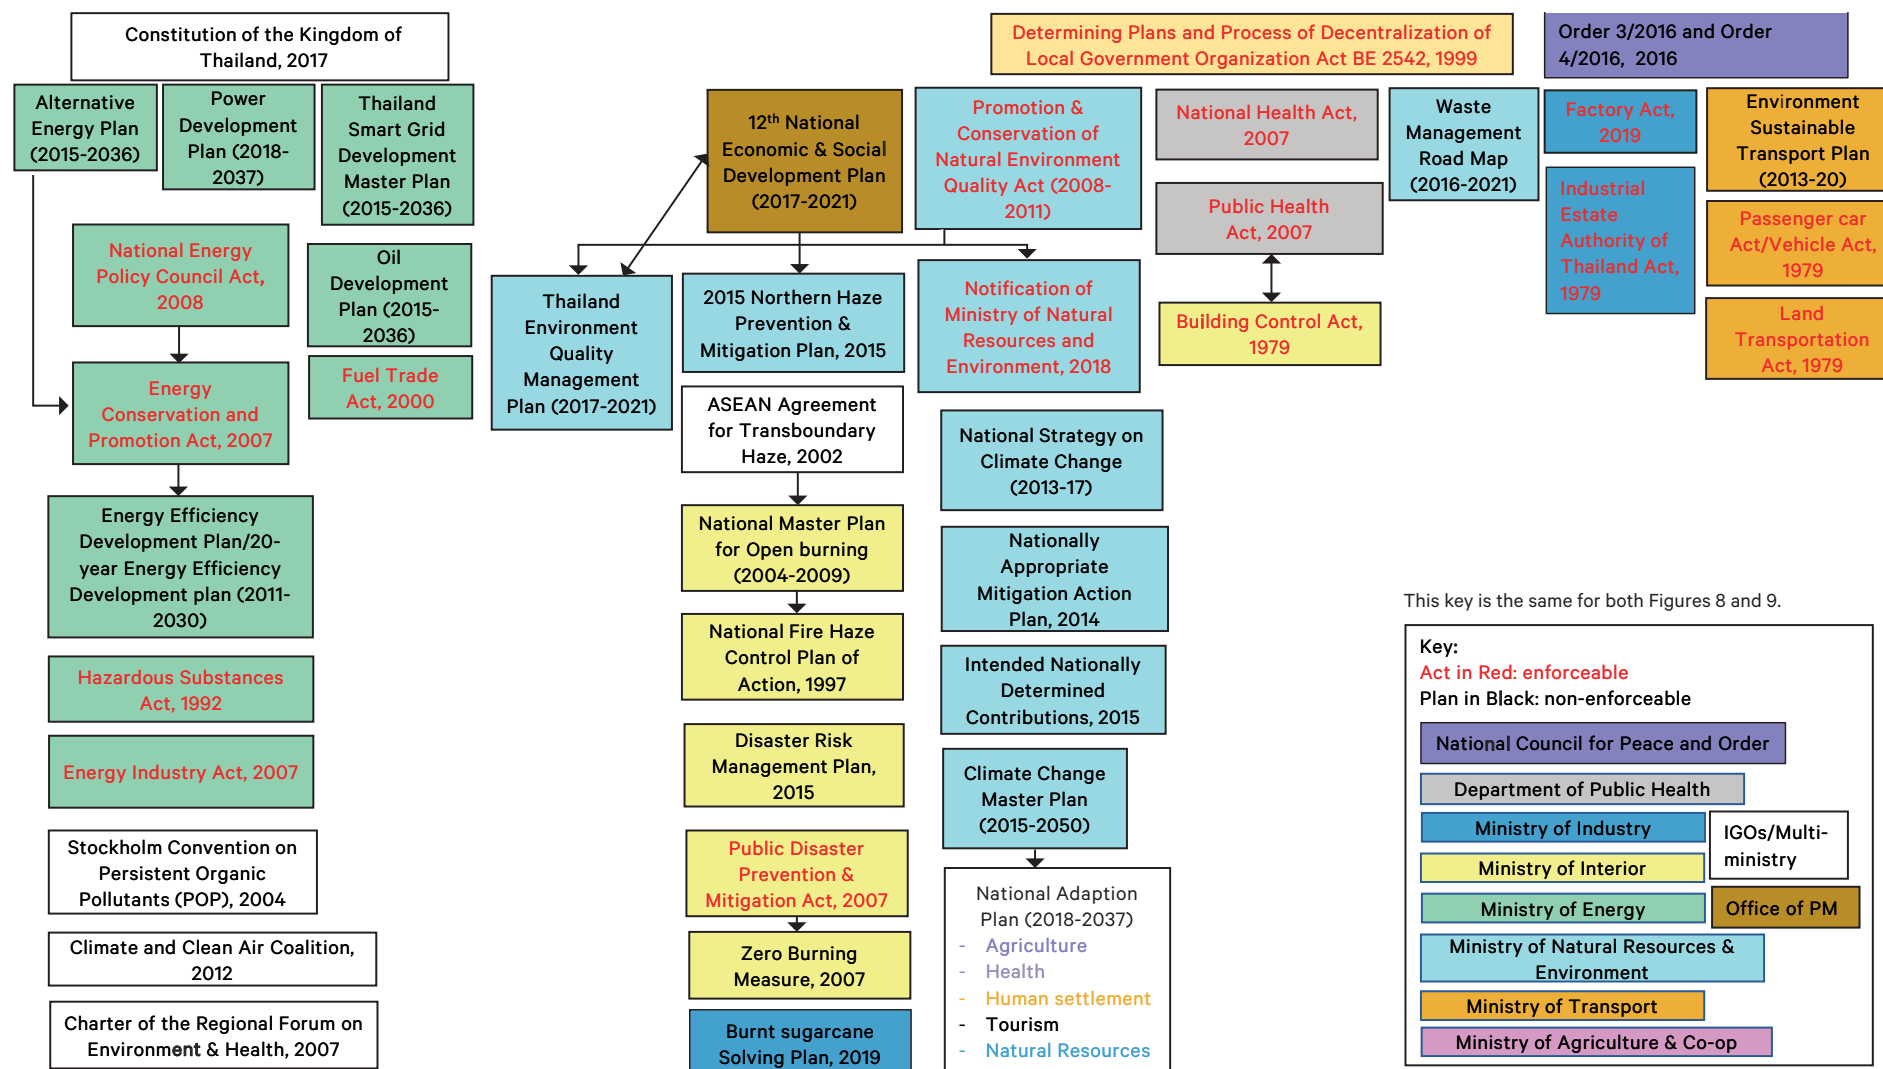 Constitution of the Kingdom of
Thailand, 2017
Determining Plans and Process of Decentralization of
Local Government Organization Act BE 2542, 1999
Order 3/2016 and Order
4/2016, 2016
Alternative
Energy Plan
(2015-2036)
Power
Development
Plan (2018-
2037)
Thailand
Smart Grid
Development
Master Plan
(2015-2036)
National Energy
Policy Council Act,
2008
Oil
Development
Plan (2015-
2036)
Energy
Conservation and
Promotion Act, 2007
Fuel Trade
Act, 2000
Energy Efficiency
Development Plan/20-
year Energy Efficiency
Development plan (2011-
2030)
Hazardous Substances
Act, 1992
Energy Industry Act, 2007
Stockholm Convention on
Persistent Organic
Pollutants (POP), 2004
Climate and Clean Air Coalition,
2012
Charter of the Regional Forum on
Environment & Health, 2007
12th National
Economic & Social
Development Plan
(2017-2021)
Thailand
Environment
Quality
Management
Plan (2017-2021)
2015 Northern Haze
Prevention &
Mitigation Plan, 2015
ASEAN Agreement
for Transboundary
Haze, 2002
National Master Plan
for Open burning
(2004-2009)
National Fire Haze
Control Plan of
Action, 1997
Disaster Risk
Management Plan,
2015
Public Disaster
Prevention &
Mitigation Act, 2007
Zero Burning
Measure, 2007
Burnt sugarcane
Solving Plan, 2019
Promotion &
Conservation of
Natural Environment
Quality Act (2008-
2011)
Notification of
Ministry of Natural
Resources and
Environment, 2018
National Strategy on
Climate Change
(2013-17)
Nationally
Appropriate
Mitigation Action
Plan, 2014
Intended Nationally
Determined
Contributions, 2015
Climate Change
Master Plan
(2015-2050)
National Adaption
Plan (2018-2037)
- Agriculture
- Health
- Human settlement
- Tourism
- Natural Resources
National Health Act,
2007
Public Health
Act, 2007
Building Control Act,
1979
Waste
Management
Road Map
(2016-2021)
Factory Act,
2019
Industrial
Estate
Authority of
Thailand Act,
1979
Environment
Sustainable
Transport Plan
(2013-20)
Passenger car
Act/Vehicle Act,
1979
Land
Transportation
Act, 1979
This key is the same for both Figures 8 and 9.
Key:
Act in Red: enforceable
Plan in Black: non-enforceable
National Council for Peace and Order
Department of Public Health
Ministry of Industry
IGOs/Multi-
ministry
Ministry of Interior
Ministry of Energy
Office of PM
Ministry of Natural Resources &
Environment
Ministry of Transport
Ministry of Agriculture & Co-op